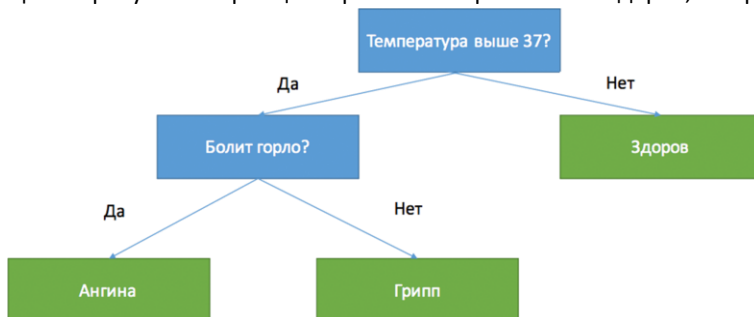 Температура выше 37?
Да
Нет
Болит горло?
Здоров
Да
Нет
Ангина
Грипп